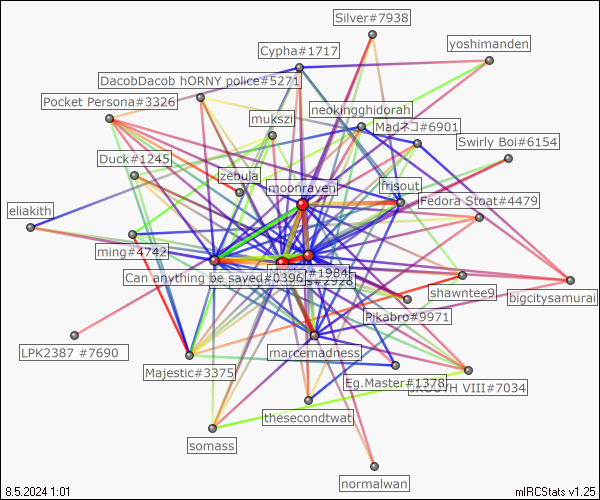 Silver#7938
yoshimanden
Cypha#1717
DacobDacob hORNY police#5271
Pocket Persona#3326
neokingghidorah
mukszi
Madネコ#6901
Swirly Boi#6154
Duck#1245
zebula
moonraven
frisout
Fedora Stoat#4479
eliakith
ming#4742
Can anything be saved#0396
#1984
#2928
shawntee9
bigcitysamurai
Pikabro#9971
LPK2387 #7690
Majestic#3375
marcemadness
Eg.Master#1378
VIII#7034
thesecondtwat
somass
normalwan
8.5.2024 1:01
mIRCStats v1.25